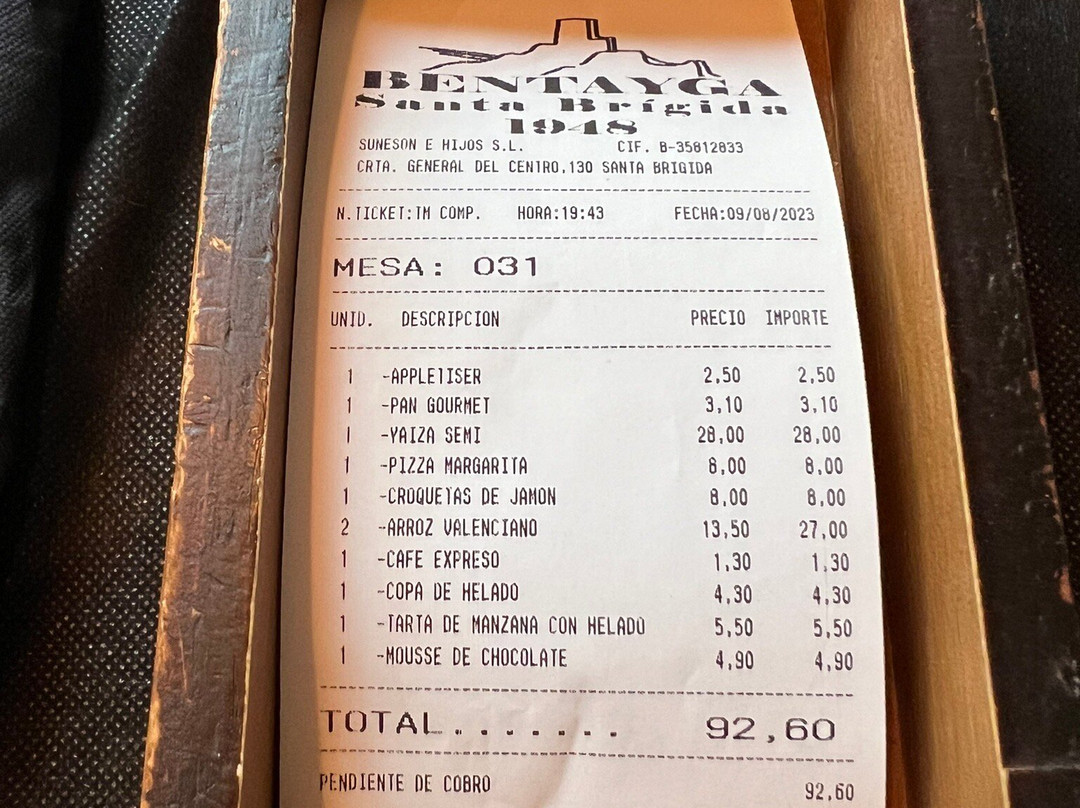 BENTAYGA
Santa Brígida
1948
SUNESON E HIJOS S.L. CIF. B-35812833
CRTA. GENERAL DEL CENTRO,130 SANTA BRIGIDA
N.TICKET:TM COMP. HORA:19:43 FECHA:09/08/2023
MESA: 031
UNID. DESCRIPCION PRECIO IMPORTE
1 -APPLETISER 2,50 2,50
1 -PAN GOURMET 3,10 3,10
1 -YAIZA SEMI 28,00 28,00
1 -PIZZA MARGARITA 8,00 8,00
1 -CROQUETAS DE JAMON 8,00 8,00
2 -ARROZ VALENCIANO 13,50 27,00
1 -CAFE EXPRESO 1,30 1,30
1 -COPA DE HELADO 4,30 4,30
1 -TARTA DE MANZANA CON HELADO 5,50 5,50
1 -MOUSSE DE CHOCOLATE 4,90 4,90
TOTAL....... 92,60
PENDIENTE DE COBRO 92,60